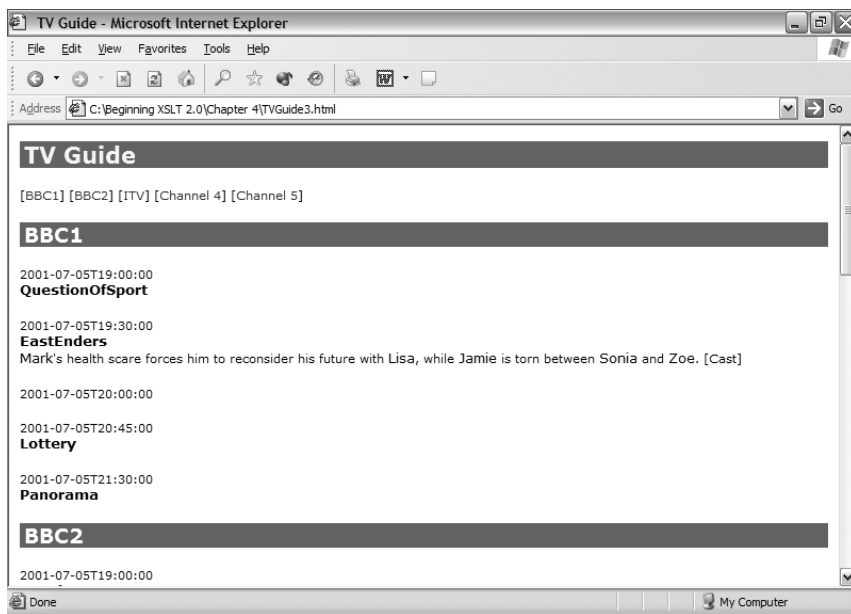 TV Guide - Microsoft Internet Explorer
File Edit View Favorites Tools Help
Address C:\Beginning XSLT 2.0\Chapter 4\TVGuide3.html Go
TV Guide
[BBC1] [BBC2] [ITV] [Channel 4] [Channel 5]
BBC1
2001-07-05T19:00:00
QuestionOfSport
2001-07-05T19:30:00
EastEnders
Mark's health scare forces him to reconsider his future with Lisa, while Jamie is torn between Sonia and Zoe. [Cast]
2001-07-05T20:00:00
2001-07-05T20:45:00
Lottery
2001-07-05T21:30:00
Panorama
BBC2
2001-07-05T19:00:00
Done My Computer